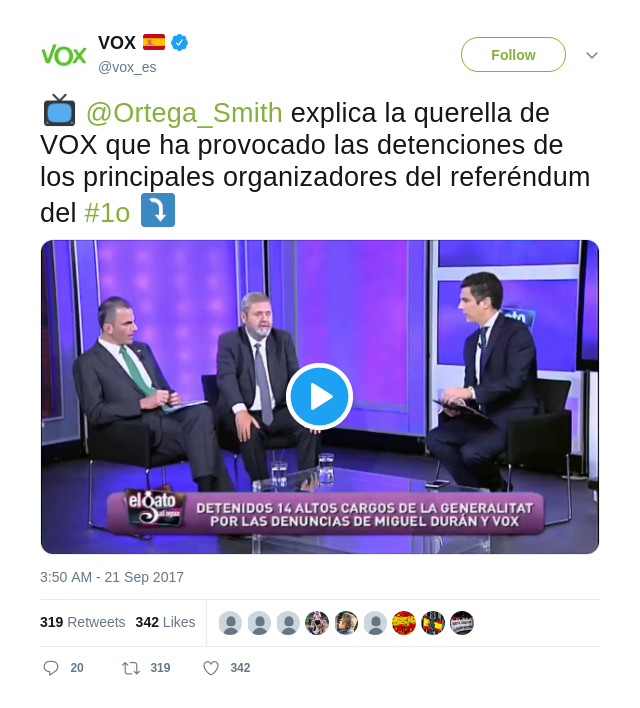 VOX
VOX
@vox_es
Follow
@Ortega_Smith explica la querella de
VOX que ha provocado las detenciones de
los principales organizadores del referéndum
del #1o
el gato
al agua
DETENIDOS 14 ALTOS CARGOS DE LA GENERALITAT
POR LAS DENUNCIAS DE MIGUEL DURÁN Y VOX
3:50 AM - 21 Sep 2017
319 Retweets 342 Likes
20 319 342